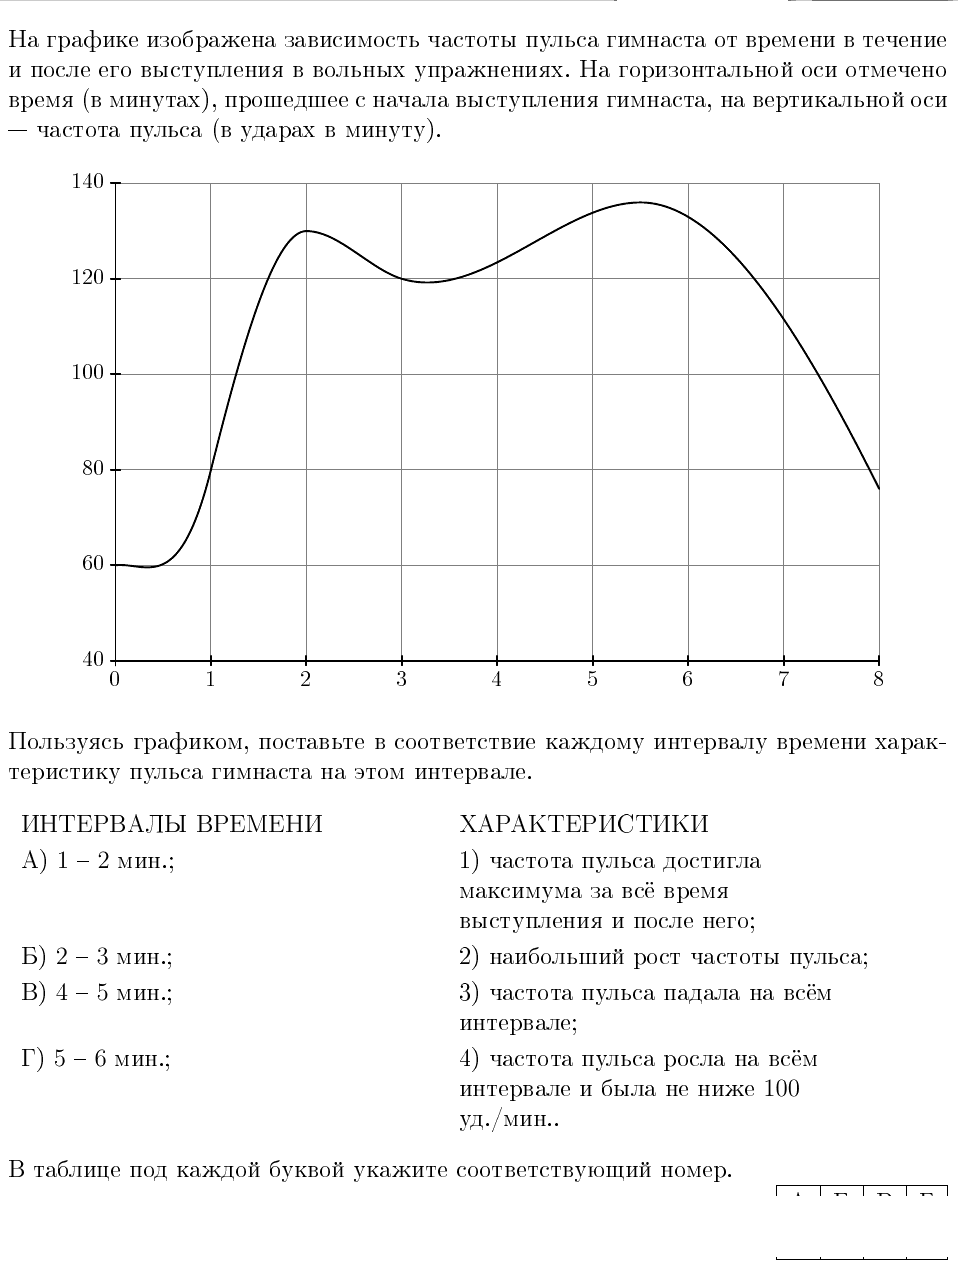 На графике изображена зависимость частоты пульса гимнаста от времени в течение
и после его выступления в вольных упражнениях. На горизонтальной оси отмечено
время (в минутах), прошедшее с начала выступления гимнаста, на вертикальной оси
— частота пульса (в ударах в минуту).
140
120
100
80
60
40
0 1 2 3 4 5 6 7 8
Пользуясь графиком, поставьте в соответствие каждому интервалу времени харак-
теристику пульса гимнаста на этом интервале.
ИНТЕРВАЛЫ ВРЕМЕНИ ХАРАКТЕРИСТИКИ
А) 1 – 2 мин.; 1) частота пульса достигла
максимума за всё время
выступления и после него;
Б) 2 – 3 мин.; 2) наибольший рост частоты пульса;
В) 4 – 5 мин.; 3) частота пульса падала на всём
интервале;
Г) 5 – 6 мин.; 4) частота пульса росла на всём
интервале и была не ниже 100
уд./мин..
В таблице под каждой буквой укажите соответствующий номер.